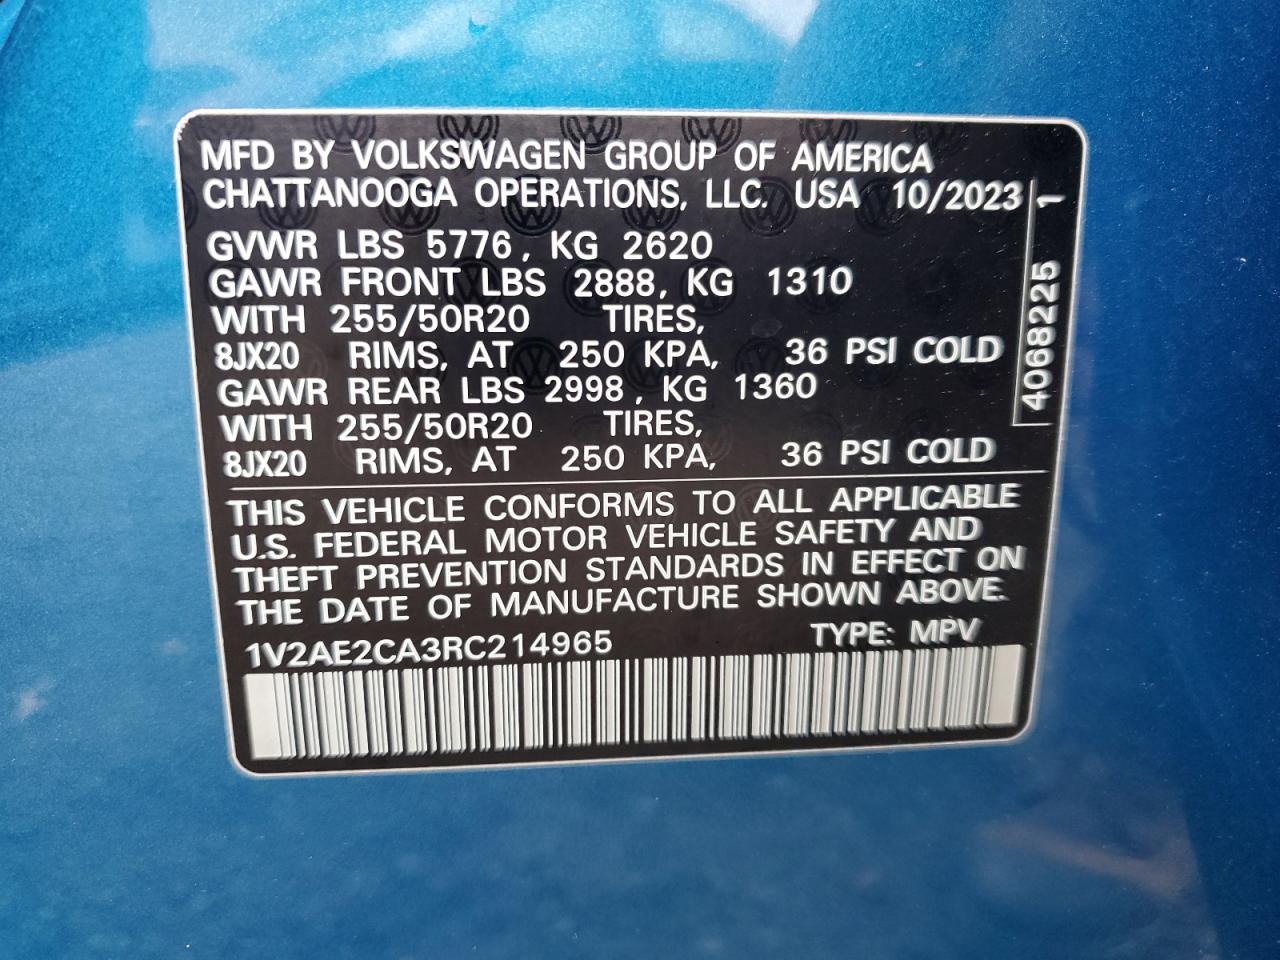 MFD BY VOLKSWAGEN GROUP OF AMERICA
CHATTANOOGA OPERATIONS, LLC. USA 10/2023
GVWR LBS 5776, KG 2620
GAWR FRONT LBS 2888, KG 1310
WITH 255/50R20 TIRES,
8JX20 RIMS, AT 250 KPA, 36 PSI COLD
GAWR REAR LBS 2998, KG 1360
WITH 255/50R20 TIRES,
8JX20 RIMS, AT 250 KPA, 36 PSI COLD
4068225 1
THIS VEHICLE CONFORMS TO ALL APPLICABLE
U.S. FEDERAL MOTOR VEHICLE SAFETY AND
THEFT PREVENTION STANDARDS IN EFFECT ON
THE DATE OF MANUFACTURE SHOWN ABOVE.
1V2AE2CA3RC214965 TYPE: MPV